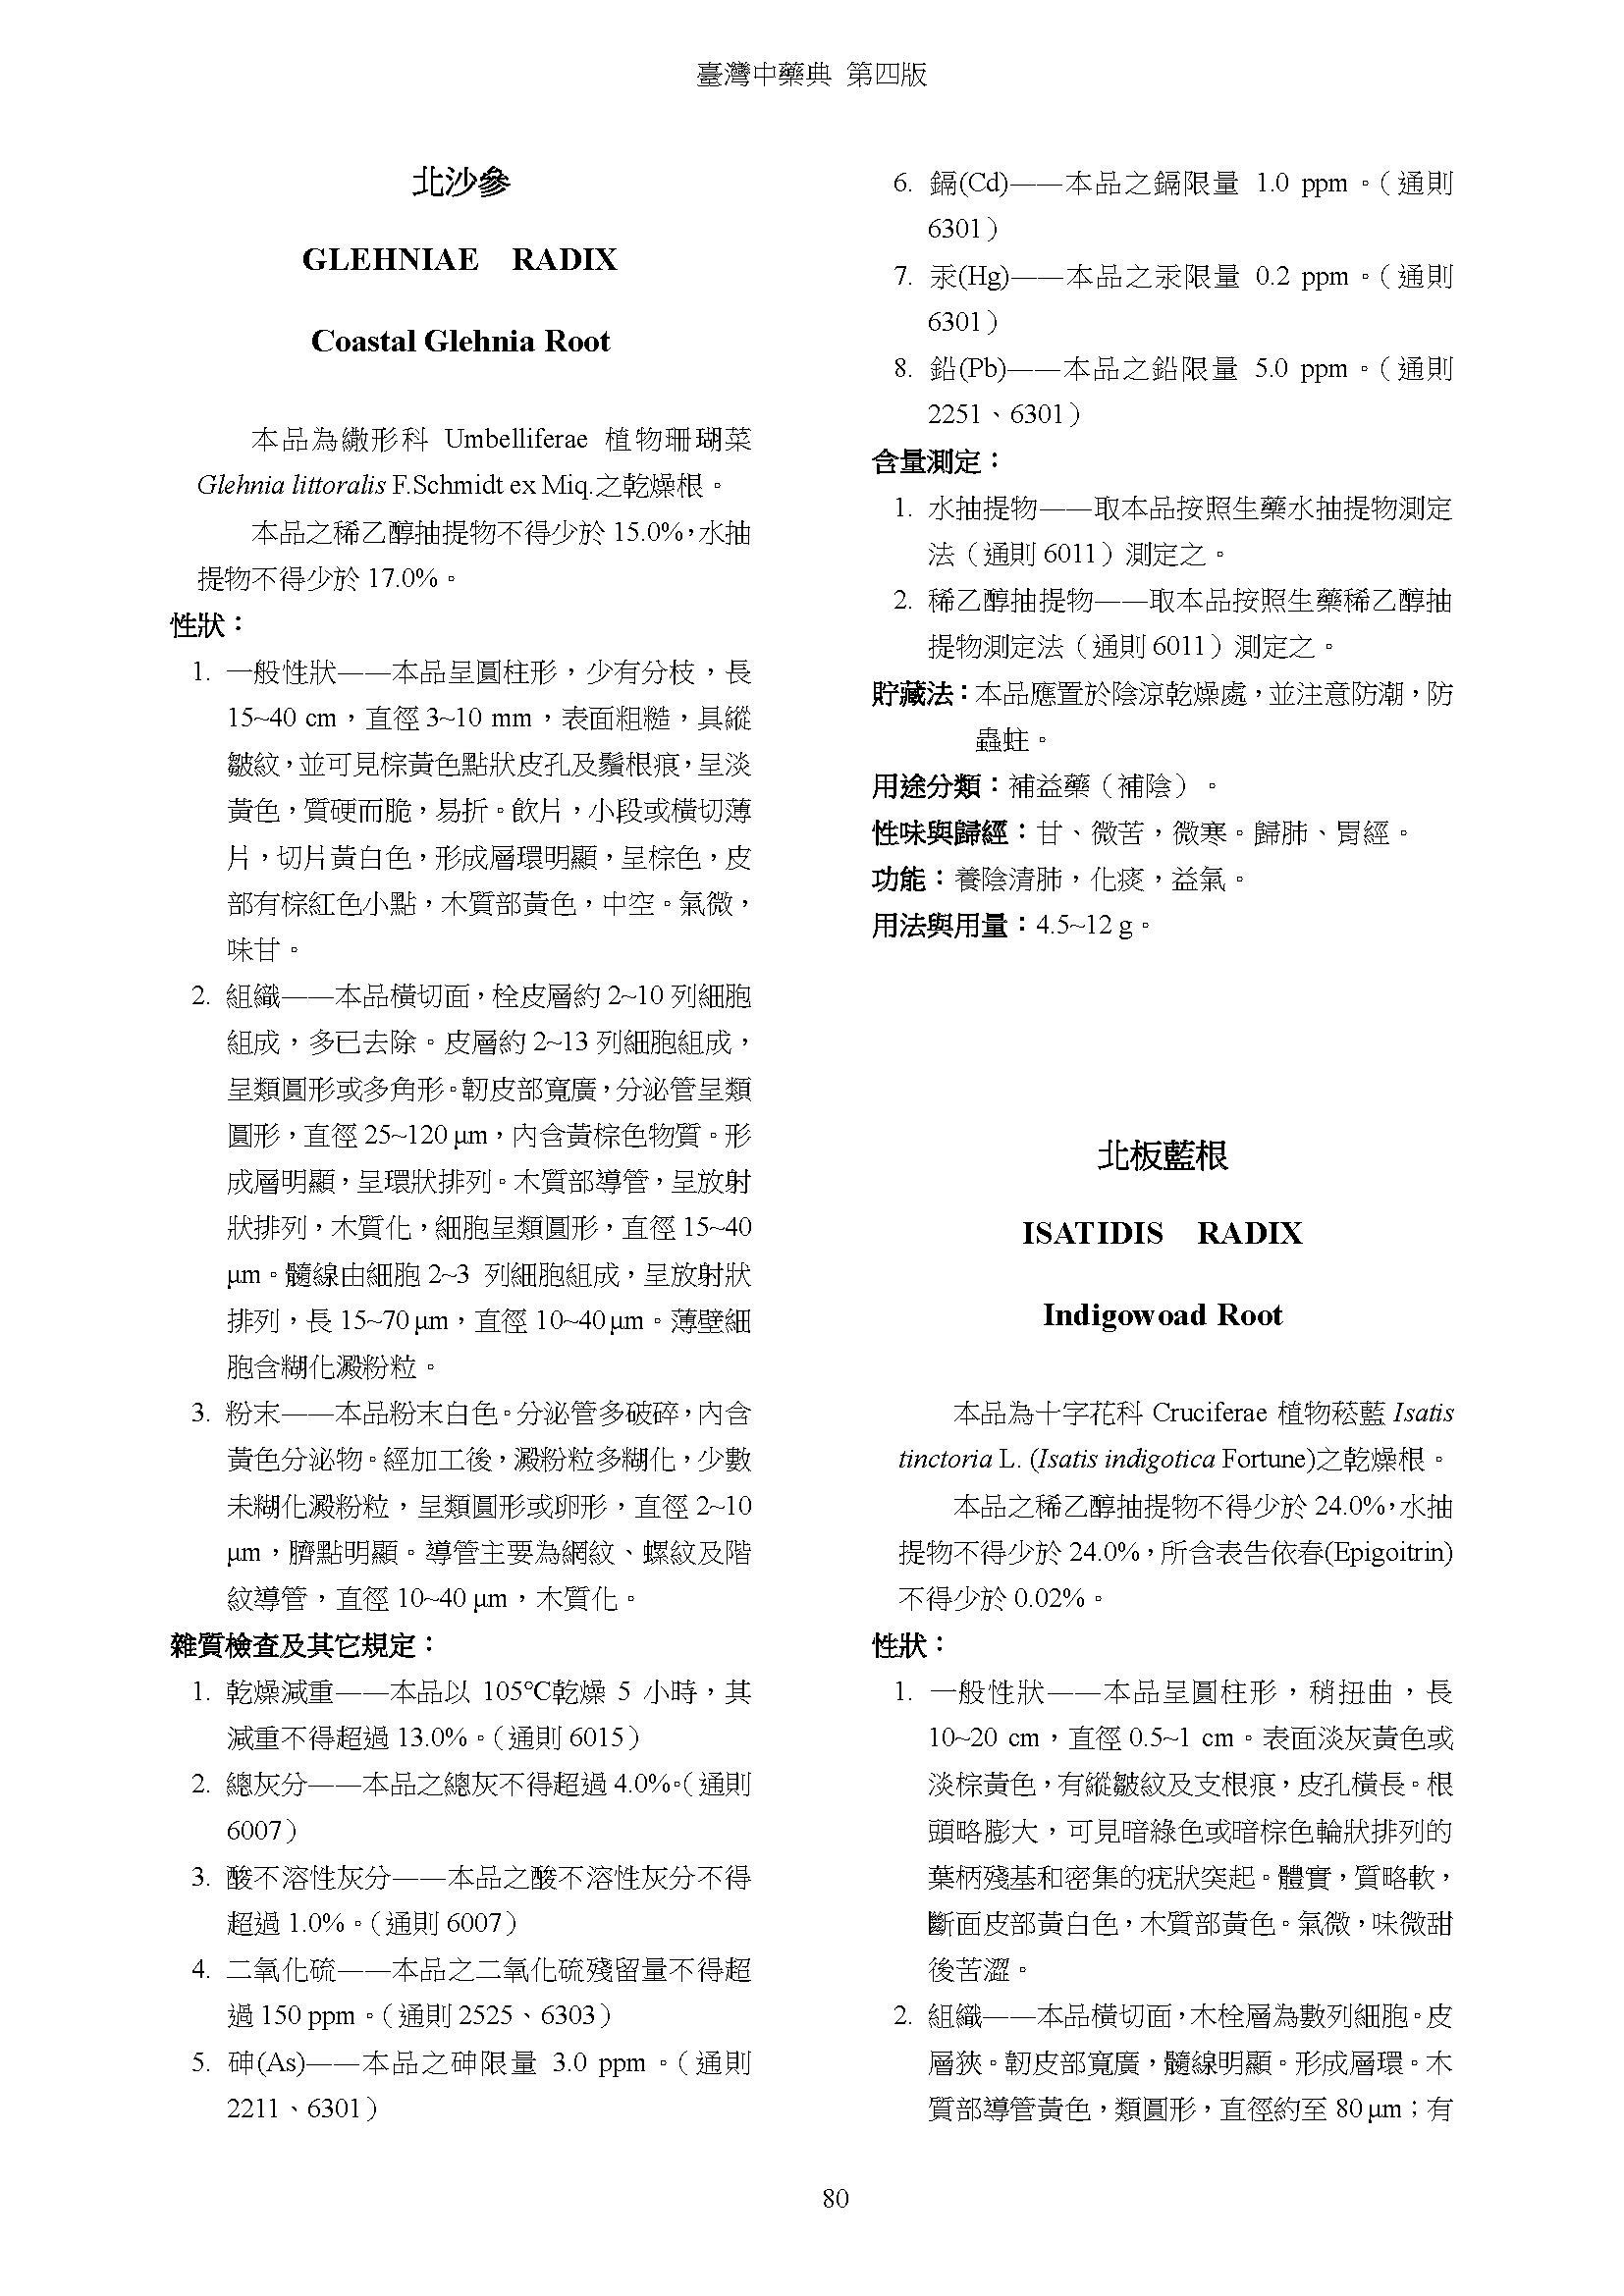 臺灣中藥典 第四版
北沙參
GLEHNIAE RADIX
Coastal Glehnia Root
本品為繖形科 Umbelliferae 植物珊瑚菜
Glehnia littoralis F.Schmidt ex Miq.之乾燥根。
本品之稀乙醇抽提物不得少於 15.0%,水抽
提物不得少於 17.0%。
性狀：
1. 一般性狀——本品呈圓柱形，少有分枝，長
15~40 cm，直徑 3~10 mm，表面粗糙，具縱
皺紋，並可見棕黃色點狀皮孔及鬚根痕，呈淡
黃色，質硬而脆，易折。飲片，小段或橫切薄
片，切片黃白色，形成層環明顯，呈棕色，皮
部有棕紅色小點，木質部黃色，中空。氣微，
味甘。
2. 組織——本品橫切面，栓皮層約 2~10 列細胞
組成，多已去除。皮層約 2~13 列細胞組成，
呈類圓形或多角形。韌皮部寬廣，分泌管呈類
圓形，直徑 25~120 μm，內含黃棕色物質。形
成層明顯，呈環狀排列。木質部導管，呈放射
狀排列，木質化，細胞呈類圓形，直徑 15~40
μm。髓線由細胞 2~3 列細胞組成，呈放射狀
排列，長 15~70 μm，直徑 10~40 μm。薄壁細
胞含糊化澱粉粒。
3. 粉末——本品粉末白色。分泌管多破碎，內含
黃色分泌物。經加工後，澱粉粒多糊化，少數
未糊化澱粉粒，呈類圓形或卵形，直徑 2~10
μm，臍點明顯。導管主要為網紋、螺紋及階
紋導管，直徑 10~40 μm，木質化。
雜質檢查及其它規定：
1. 乾燥減重——本品以 105℃乾燥 5 小時，其
減重不得超過 13.0%。（通則 6015）
2. 總灰分——本品之總灰不得超過 4.0%。（通則
6007）
3. 酸不溶性灰分——本品之酸不溶性灰分不得
超過 1.0%。（通則 6007）
4. 二氧化硫——本品之二氧化硫殘留量不得超
過 150 ppm。（通則 2525、6303）
5. 砷(As)——本品之砷限量 3.0 ppm。（通則
2211、6301）
6. 鎘(Cd)——本品之鎘限量 1.0 ppm。（通則
6301）
7. 汞(Hg)——本品之汞限量 0.2 ppm。（通則
6301）
8. 鉛(Pb)——本品之鉛限量 5.0 ppm。（通則
2251、6301）
含量測定：
1. 水抽提物——取本品按照生藥水抽提物測定
法（通則 6011）測定之。
2. 稀乙醇抽提物——取本品按照生藥稀乙醇抽
提物測定法（通則 6011）測定之。
貯藏法：本品應置於陰涼乾燥處，並注意防潮，防
蟲蛀。
用途分類：補益藥（補陰）。
性味與歸經：甘、微苦，微寒。歸肺、胃經。
功能：養陰清肺，化痰，益氣。
用法與用量：4.5~12 g。
北板藍根
ISATIDIS RADIX
Indigowoad Root
本品為十字花科 Cruciferae 植物菘藍 Isatis
tinctoria L. (Isatis indigotica Fortune)之乾燥根。
本品之稀乙醇抽提物不得少於 24.0%，水抽
提物不得少於 24.0%，所含表告依春(Epigoitrin)
不得少於 0.02%。
性狀：
1. 一般性狀——本品呈圓柱形，稍扭曲，長
10~20 cm，直徑 0.5~1 cm。表面淡灰黃色或
淡棕黃色，有縱皺紋及支根痕，皮孔橫長。根
頭略膨大，可見暗綠色或暗棕色輪狀排列的
葉柄殘基和密集的疣狀突起。體實，質略軟，
斷面皮部黃白色，木質部黃色。氣微，味微甜
後苦澀。
2. 組織——本品橫切面，木栓層為數列細胞。皮
層狹。韌皮部寬廣，髓線明顯。形成層環。木
質部導管黃色，類圓形，直徑約至 80 μm；有
80